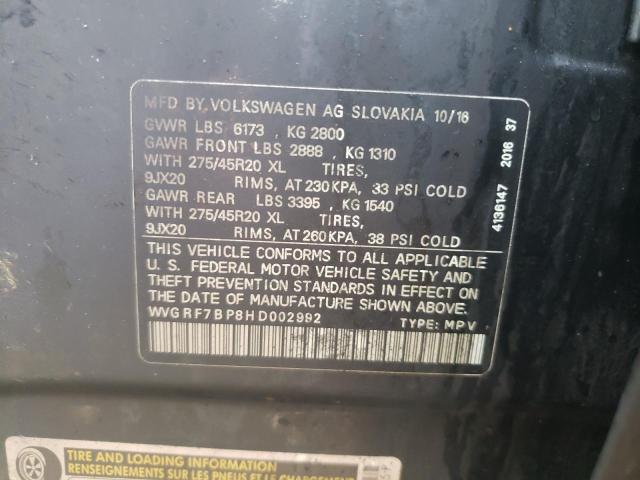 MFD BY, VOLKSWAGEN AG SLOVAKIA 10/16
GVWR LBS 6173 , KG 2800
GAWR FRONT LBS 2888 , KG 1310
WITH 275/45R20 XL TIRES,
9JX20 RIMS, AT 230 KPA, 33 PSI COLD
GAWR REAR LBS 3395 , KG 1540
WITH 275/45R20 XL TIRES,
9JX20 RIMS, AT 260 KPA, 38 PSI COLD
THIS VEHICLE CONFORMS TO ALL APPLICABLE
U. S. FEDERAL MOTOR VEHICLE SAFETY AND
THEFT PREVENTION STANDARDS IN EFFECT ON
THE DATE OF MANUFACTURE SHOWN ABOVE.
WVGRF7BP8HD002992 TYPE: MPV
4136147 2016 37
TIRE AND LOADING INFORMATION
RENSEIGNEMENTS SUR LES PNEUS ET LE CHARGEMENT